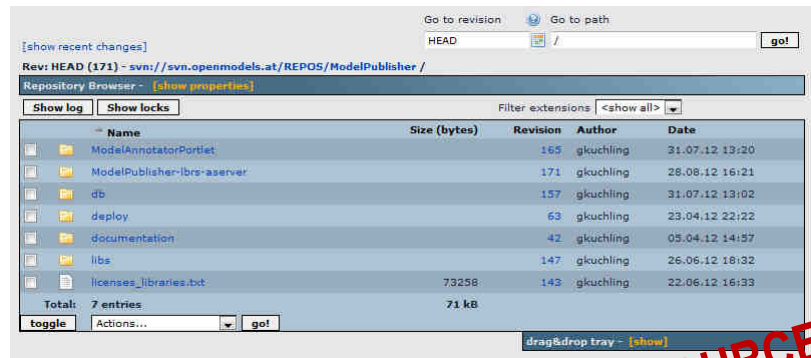 Go to revision Go to path
[show recent changes] HEAD / go!
Rev: HEAD (171) - svn://svn.openmodels.at/REPOS/ModelPublisher /
Repository Browser - [show properties]
Show log Show locks Filter extensions <show all>
Name Size (bytes) Revision Author Date
ModelAnnotatorPortlet 165 gkuchling 31.07.12 13:20
ModelPublisher-lbrs-aserver 171 gkuchling 28.08.12 16:21
db 157 gkuchling 31.07.12 13:02
deploy 63 gkuchling 23.04.12 22:22
documentation 42 gkuchling 05.04.12 14:57
libs 147 gkuchling 26.06.12 18:32
licenses_libraries.txt 73258 143 gkuchling 22.06.12 16:33
Total: 7 entries 71 kB
toggle Actions... go!
drag&drop tray - [show]